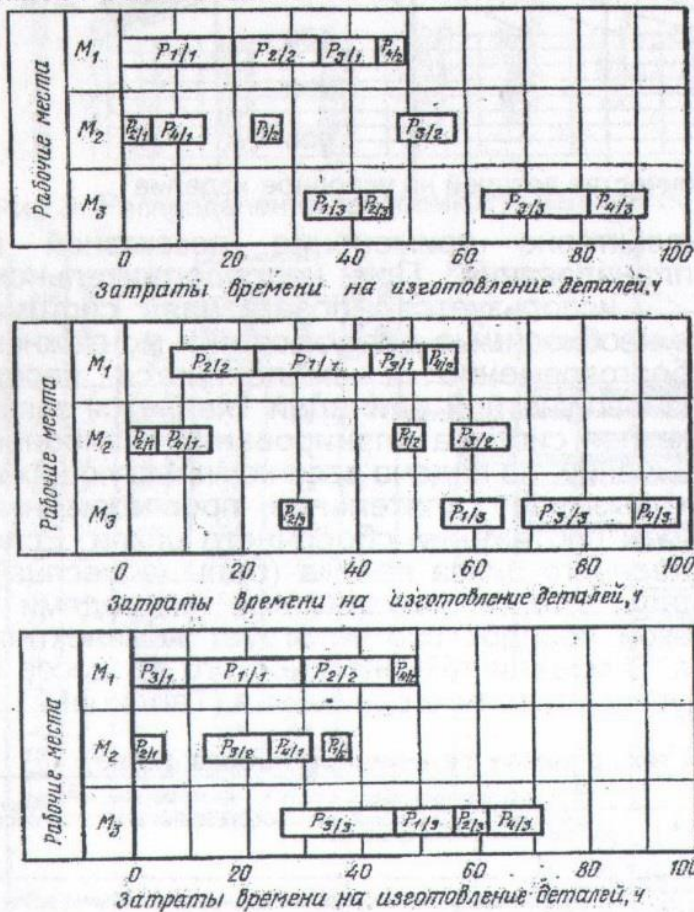 Рабочие места
M₁ P1/1 P2/2 P3/1 P4/2
M₂ P2/1 P4/1 P1/2 P3/2
M₃ P1/3 P2/3 P3/3 P4/3
0 20 40 60 80 100
Затраты времени на изготовление деталей, ч
Рабочие места
M₁ P2/2 P1/1 P3/1 P4/2
M₂ P2/1 P4/1 P1/2 P3/2
M₃ P2/3 P1/3 P3/3 P4/3
0 20 40 60 80 100
Затраты времени на изготовление деталей, ч
Рабочие места
M₁ P3/1 P1/1 P2/2 P4/2
M₂ P2/1 P3/2 P4/1 P1/2
M₃ P3/3 P1/3 P2/3 P4/3
0 20 40 60 80 100
Затраты времени на изготовление деталей, ч